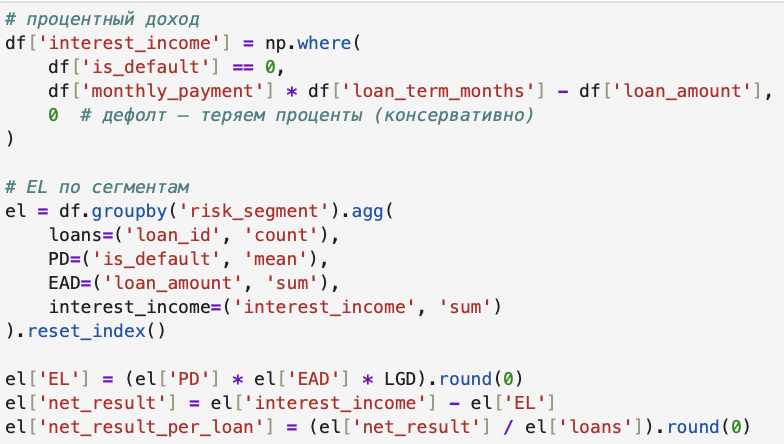 # процентный доход
df['interest_income'] = np.where(
    df['is_default'] == 0,
    df['monthly_payment'] * df['loan_term_months'] - df['loan_amount'],
    0  # дефолт — теряем проценты (консервативно)
)

# EL по сегментам
el = df.groupby('risk_segment').agg(
    loans=('loan_id', 'count'),
    PD=('is_default', 'mean'),
    EAD=('loan_amount', 'sum'),
    interest_income=('interest_income', 'sum')
).reset_index()

el['EL'] = (el['PD'] * el['EAD'] * LGD).round(0)
el['net_result'] = el['interest_income'] - el['EL']
el['net_result_per_loan'] = (el['net_result'] / el['loans']).round(0)